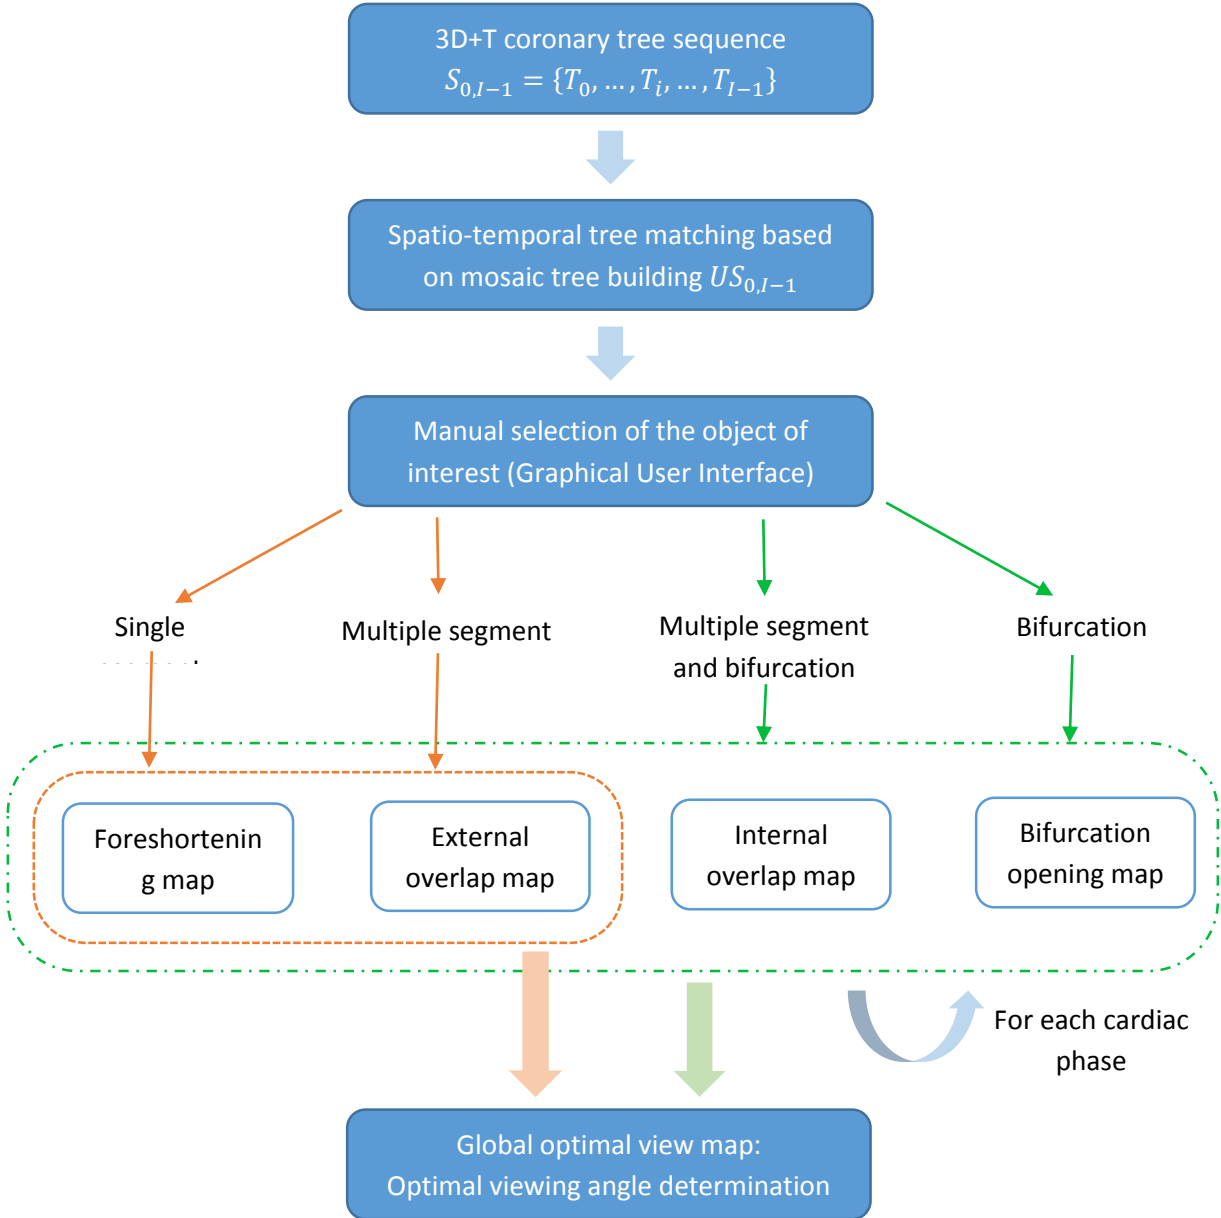 3D+T coronary tree sequence
$S_{0,I-1} = \{T_0, \ldots, T_i, \ldots, T_{I-1}\}$
Spatio-temporal tree matching based
on mosaic tree building $US_{0,I-1}$
Manual selection of the object of
interest (Graphical User Interface)
Single
Multiple segment
Multiple segment
and bifurcation
Bifurcation
Foreshortenin
g map
External
overlap map
Internal
overlap map
Bifurcation
opening map
For each cardiac
phase
Global optimal view map:
Optimal viewing angle determination